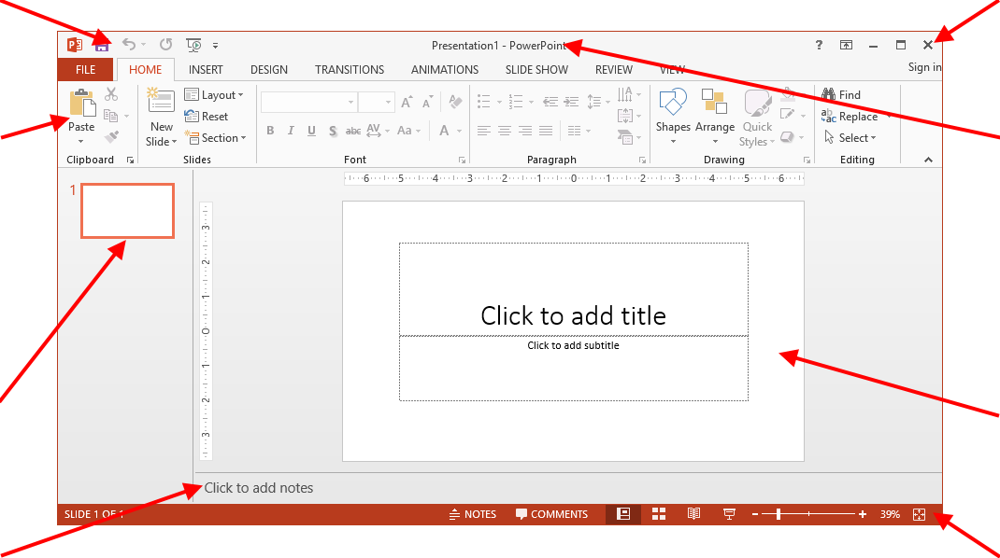 Presentation1 - PowerPoint
?
FILE HOME INSERT DESIGN TRANSITIONS ANIMATIONS SLIDE SHOW REVIEW VIEW Sign in
Paste
New
Slide
Layout
Reset
Section
B I U S abc AV Aa A
A A
Shapes Arrange Quick
Styles
Find
Replace
Select
Clipboard Slides Font Paragraph Drawing Editing
6 5 4 3 2 1 0 1 2 3 4 5 6
1
3
2
1
0
1
2
3
Click to add title
Click to add subtitle
Click to add notes
SLIDE 1 OF 1 NOTES COMMENTS 39%